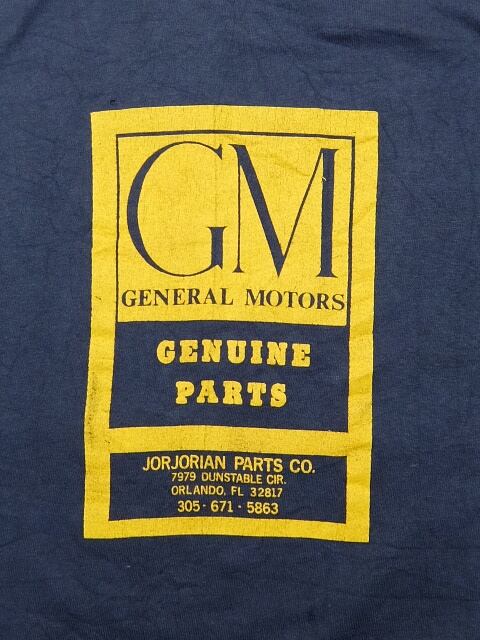 GM
GENERAL MOTORS
GENUINE
PARTS
JORJORIAN PARTS CO.
7979 DUNSTABLE CIR.
ORLANDO, FL 32817
305 - 671 - 5863